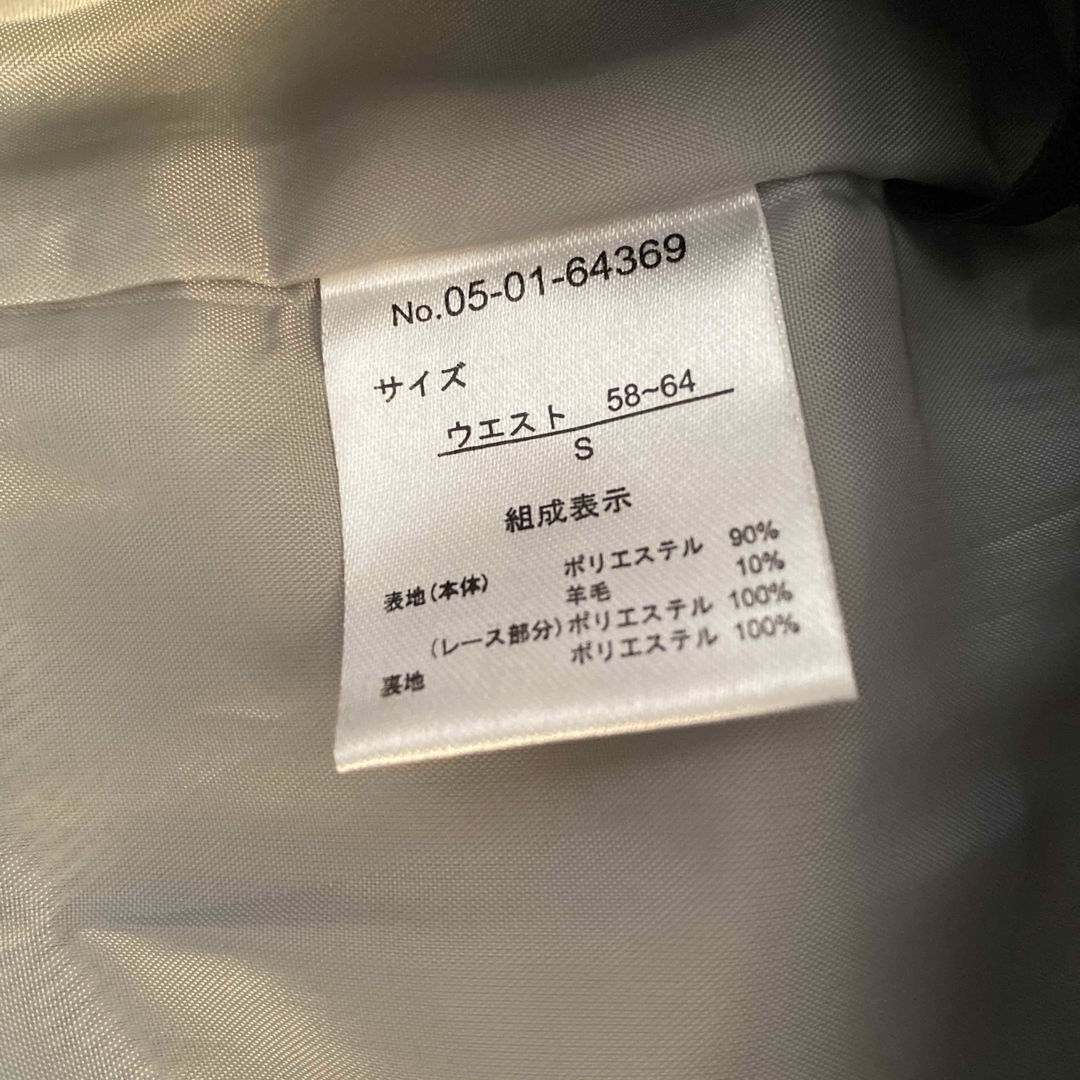 No.05-01-64369
サイズ
ウエスト 58~64
S
組成表示
表地(本体) ポリエステル 90%
羊毛 10%
(レース部分) ポリエステル 100%
裏地 ポリエステル 100%